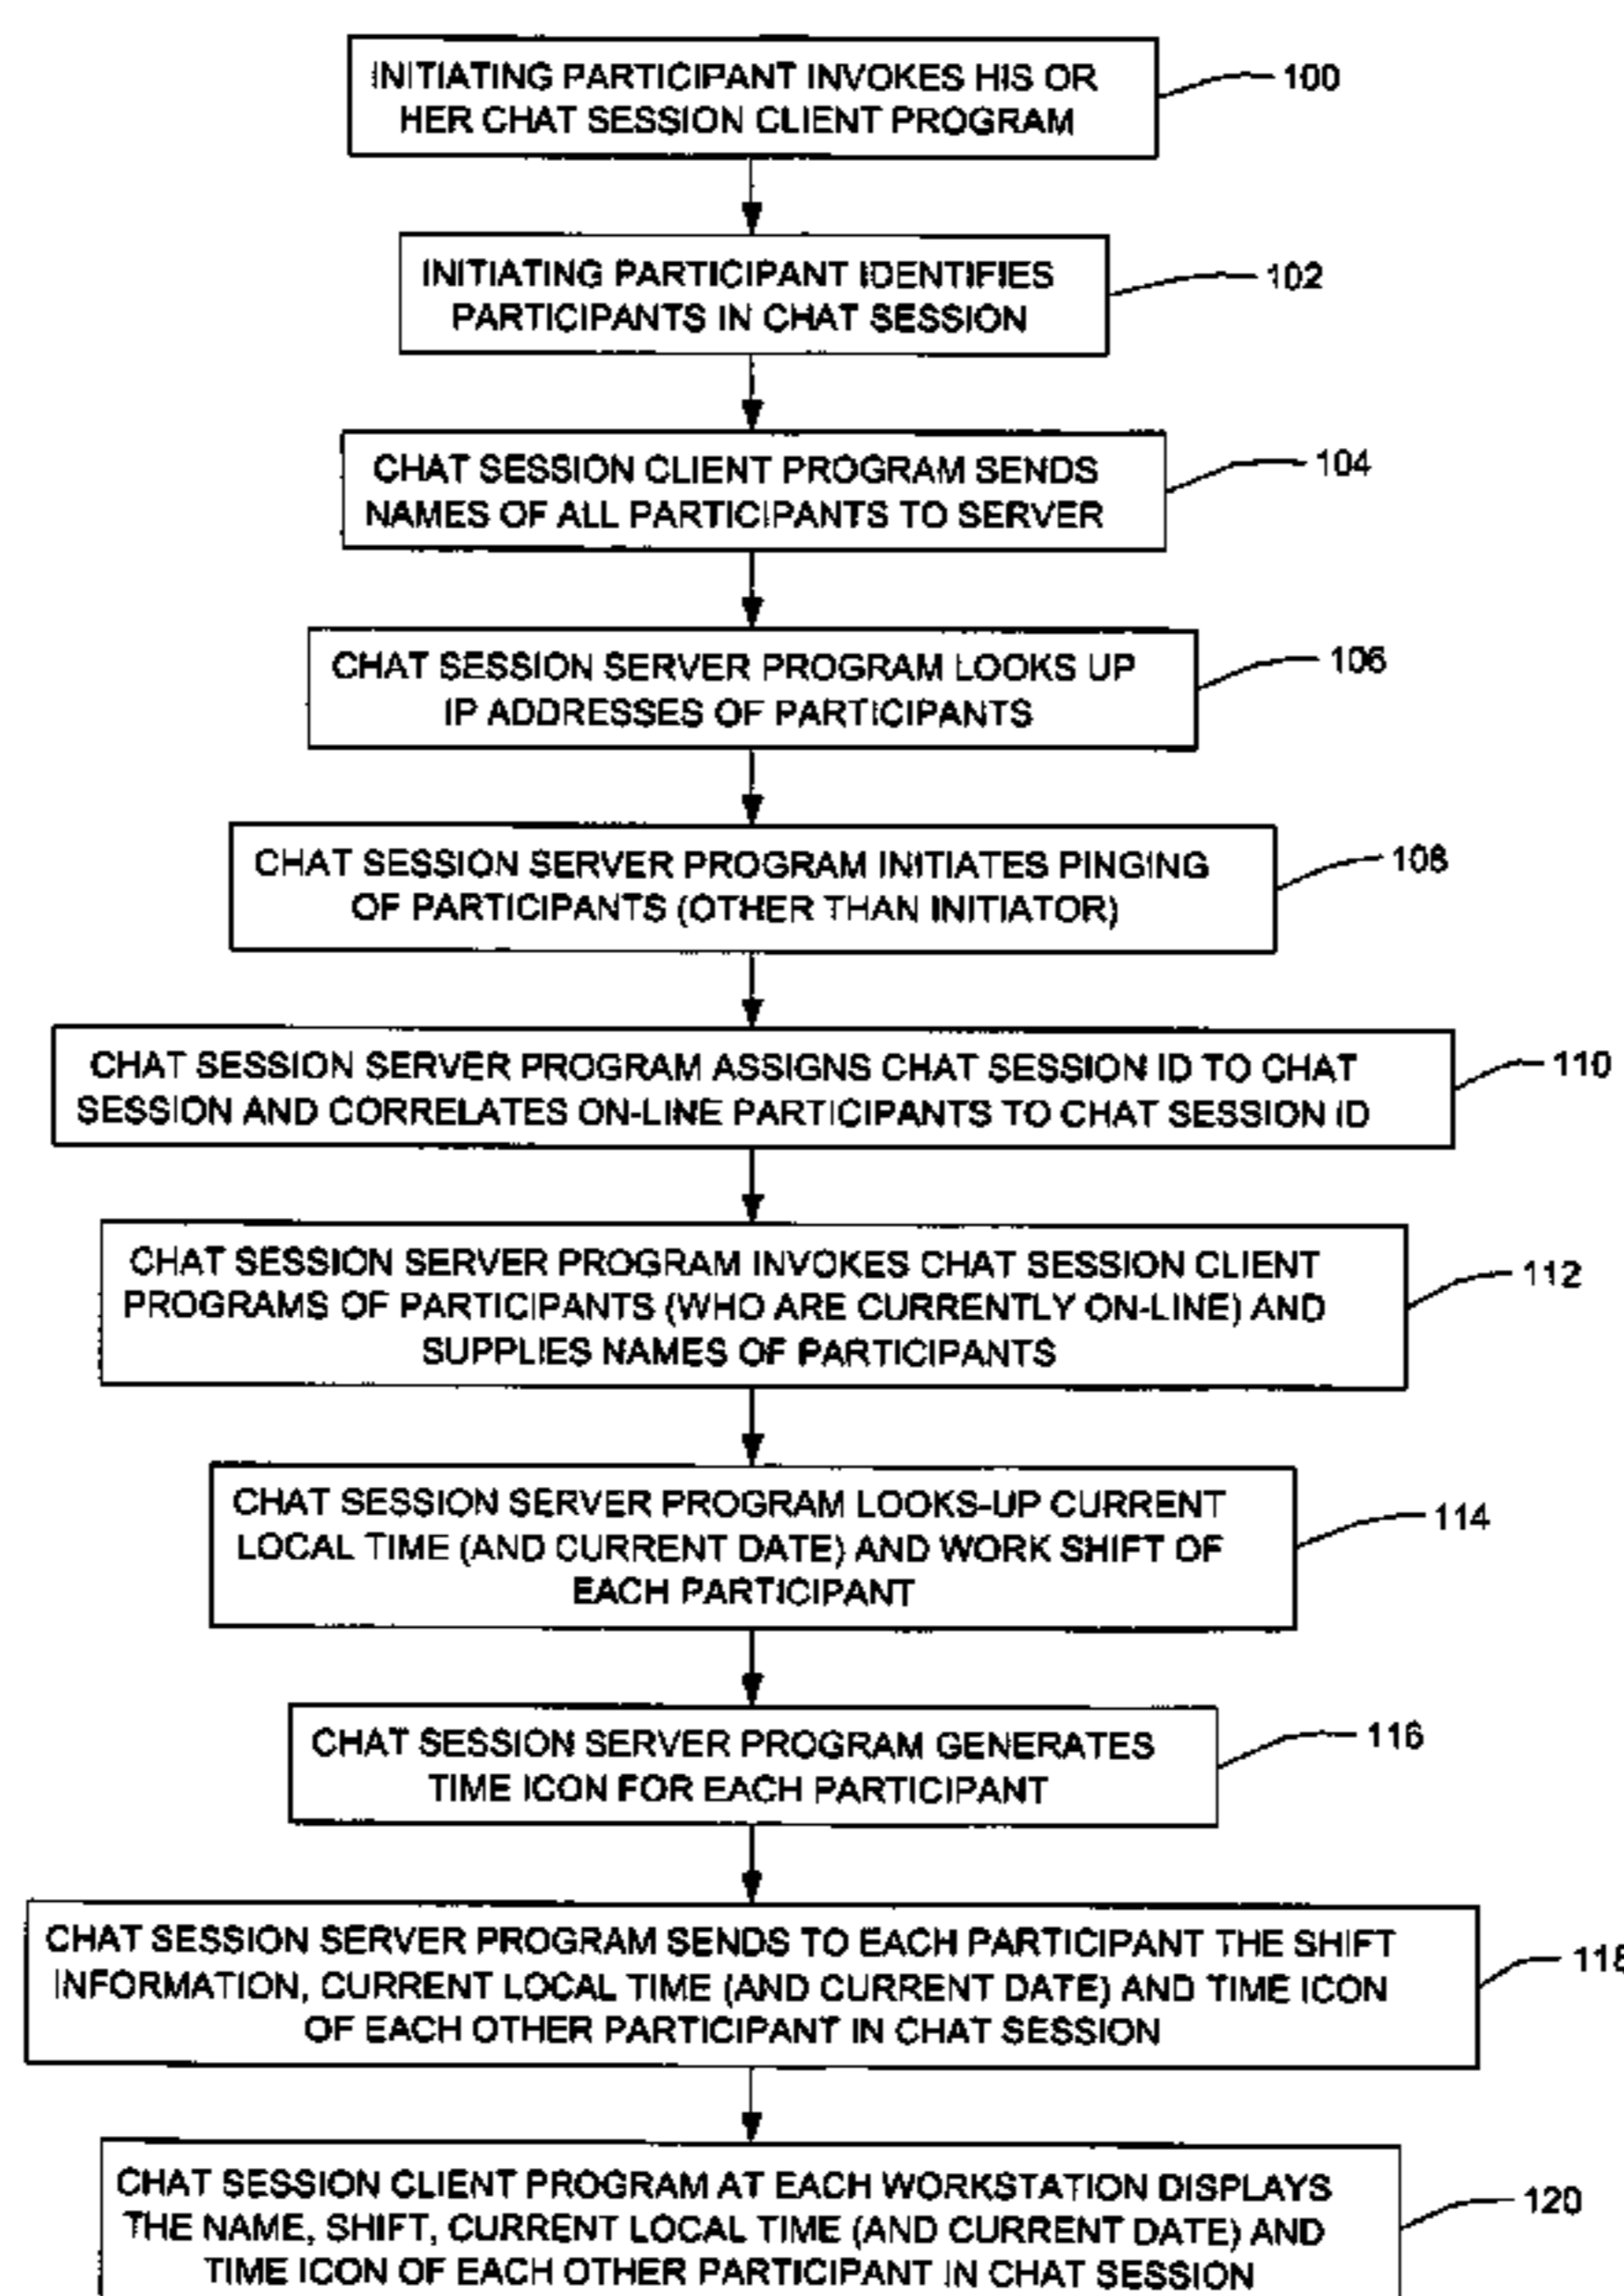 INITIATING PARTICIPANT INVOKES HIS OR
HER CHAT SESSION CLIENT PROGRAM
100
INITIATING PARTICIPANT IDENTIFIES
PARTICIPANTS IN CHAT SESSION
102
CHAT SESSION CLIENT PROGRAM SENDS
NAMES OF ALL PARTICIPANTS TO SERVER
104
CHAT SESSION SERVER PROGRAM LOOKS UP
IP ADDRESSES OF PARTICIPANTS
106
CHAT SESSION SERVER PROGRAM INITIATES PINGING
OF PARTICIPANTS (OTHER THAN INITIATOR)
108
CHAT SESSION SERVER PROGRAM ASSIGNS CHAT SESSION ID TO CHAT
SESSION AND CORRELATES ON-LINE PARTICIPANTS TO CHAT SESSION ID
110
CHAT SESSION SERVER PROGRAM INVOKES CHAT SESSION CLIENT
PROGRAMS OF PARTICIPANTS (WHO ARE CURRENTLY ON-LINE) AND
SUPPLIES NAMES OF PARTICIPANTS
112
CHAT SESSION SERVER PROGRAM LOOKS-UP CURRENT
LOCAL TIME (AND CURRENT DATE) AND WORK SHIFT OF
EACH PARTICIPANT
114
CHAT SESSION SERVER PROGRAM GENERATES
TIME ICON FOR EACH PARTICIPANT
116
CHAT SESSION SERVER PROGRAM SENDS TO EACH PARTICIPANT THE SHIFT
INFORMATION, CURRENT LOCAL TIME (AND CURRENT DATE) AND TIME ICON
OF EACH OTHER PARTICIPANT IN CHAT SESSION
118
CHAT SESSION CLIENT PROGRAM AT EACH WORKSTATION DISPLAYS
THE NAME, SHIFT, CURRENT LOCAL TIME (AND CURRENT DATE) AND
TIME ICON OF EACH OTHER PARTICIPANT IN CHAT SESSION
120